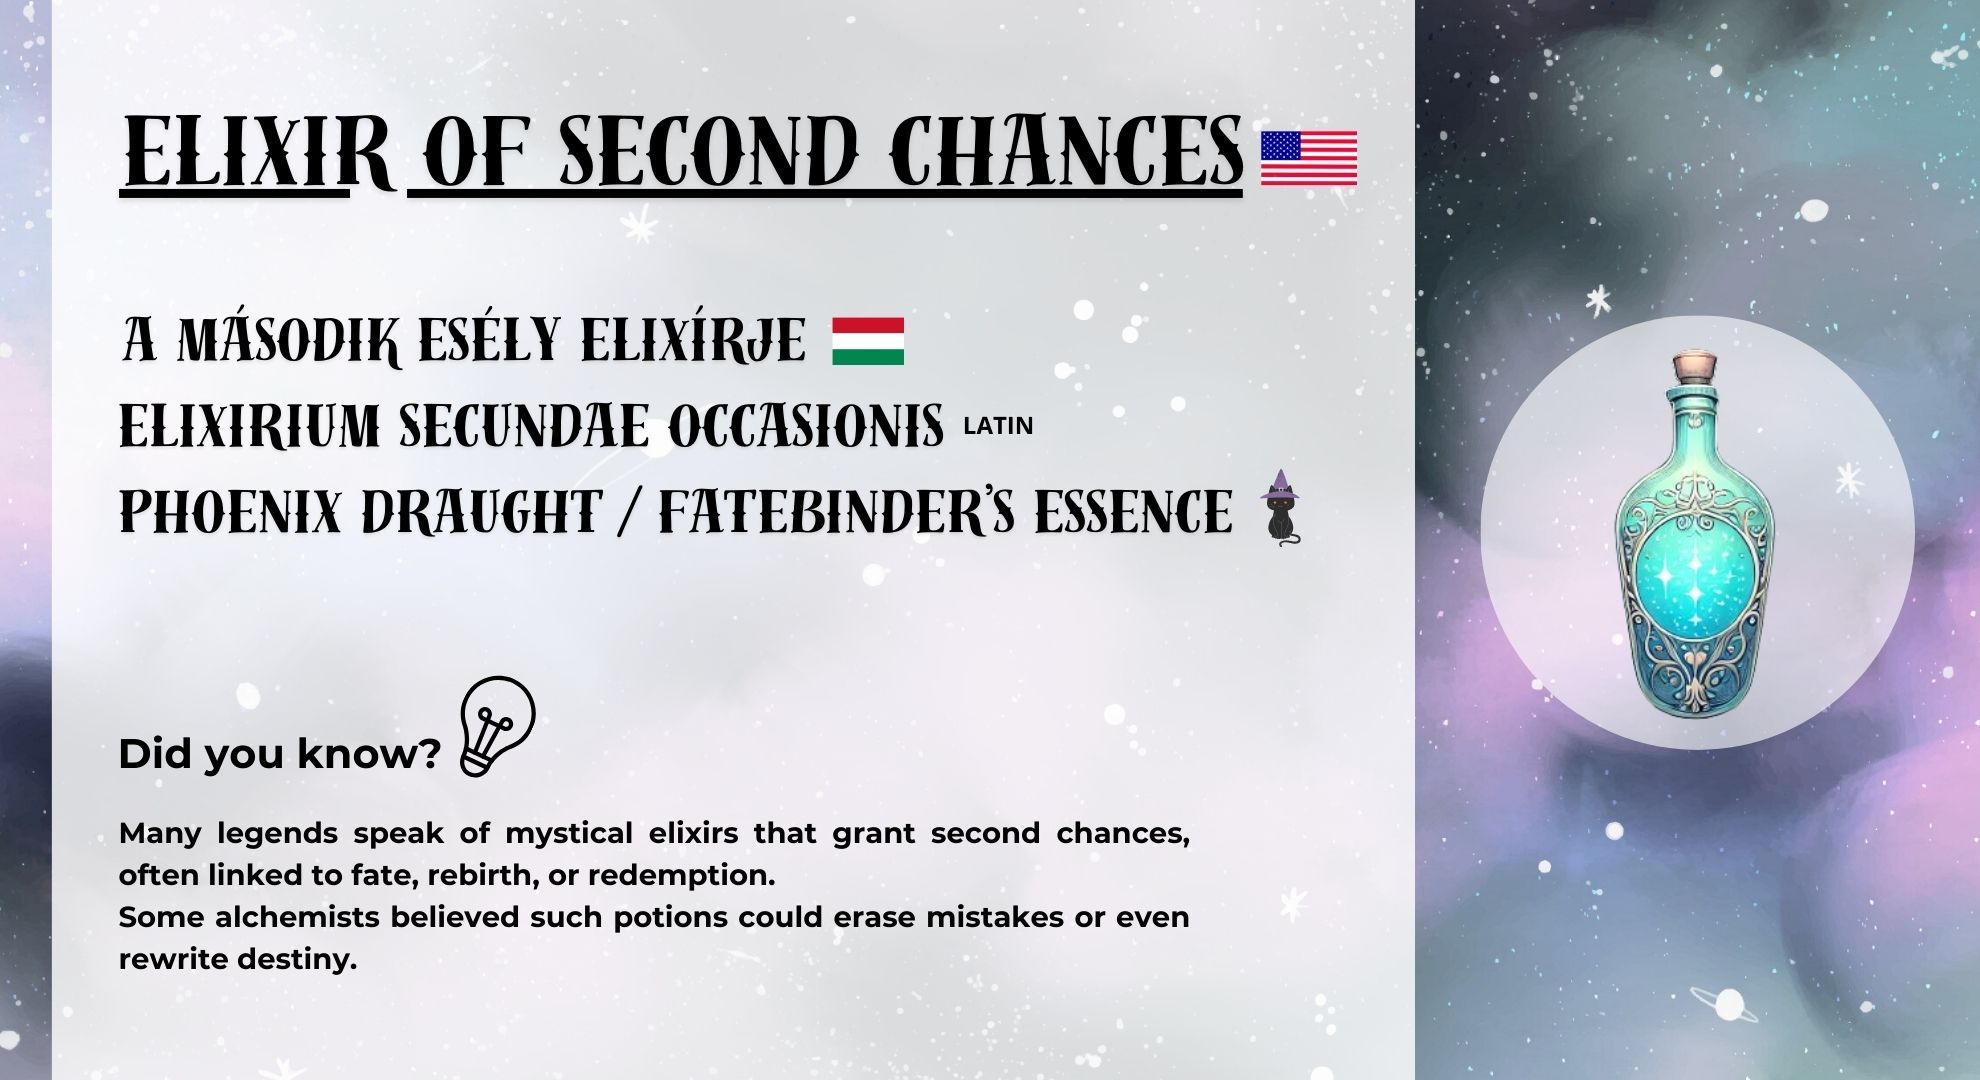 ELIXIR OF SECOND CHANCES
A MÁSODIK ESÉLY ELIXÍRJE
ELIXIRIUM SECUNDAE OCCASIONIS LATIN
PHOENIX DRAUGHT / FATEBINDER'S ESSENCE
Did you know?
Many legends speak of mystical elixirs that grant second chances,
often linked to fate, rebirth, or redemption.
Some alchemists believed such potions could erase mistakes or even
rewrite destiny.